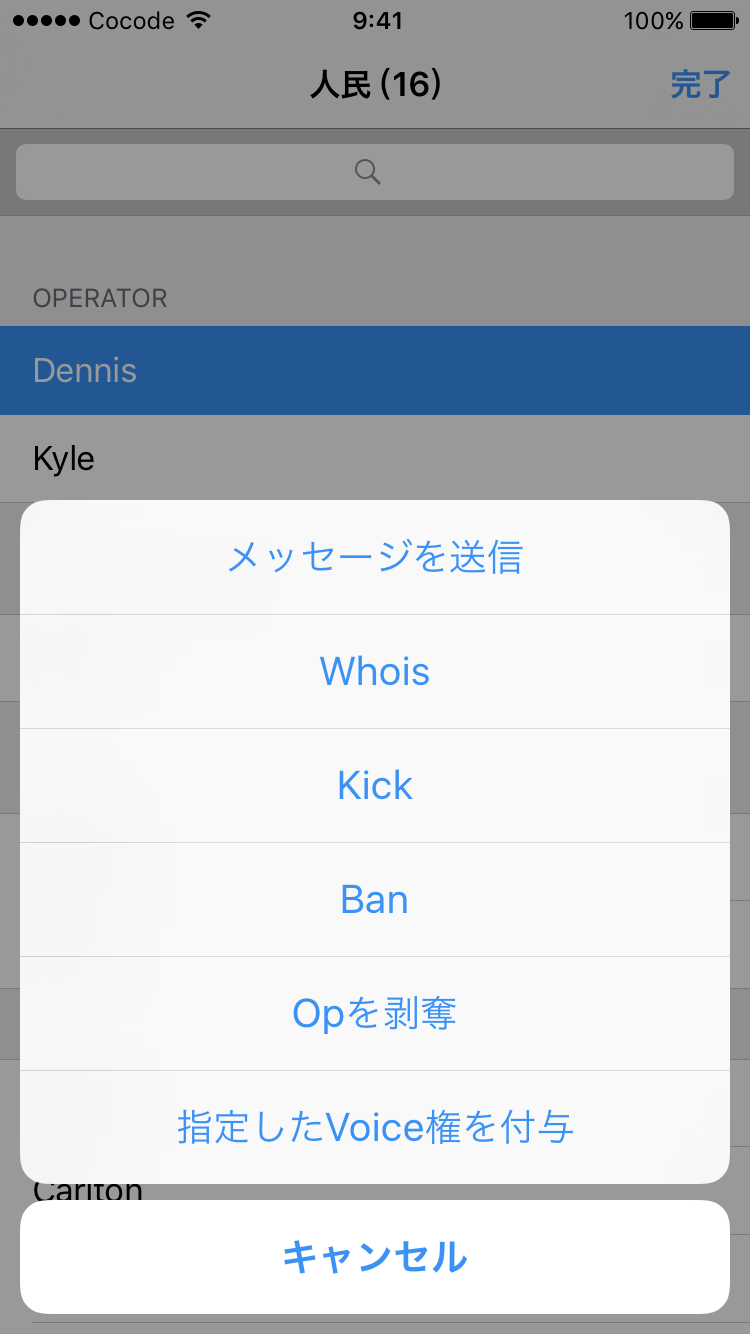 Cocode 9:41 100%
人民 (16) 完了
OPERATOR
Dennis
Kyle
メッセージを送信
Whois
Kick
Ban
Opを剥奪
指定したVoice権を付与
Carlton
キャンセル